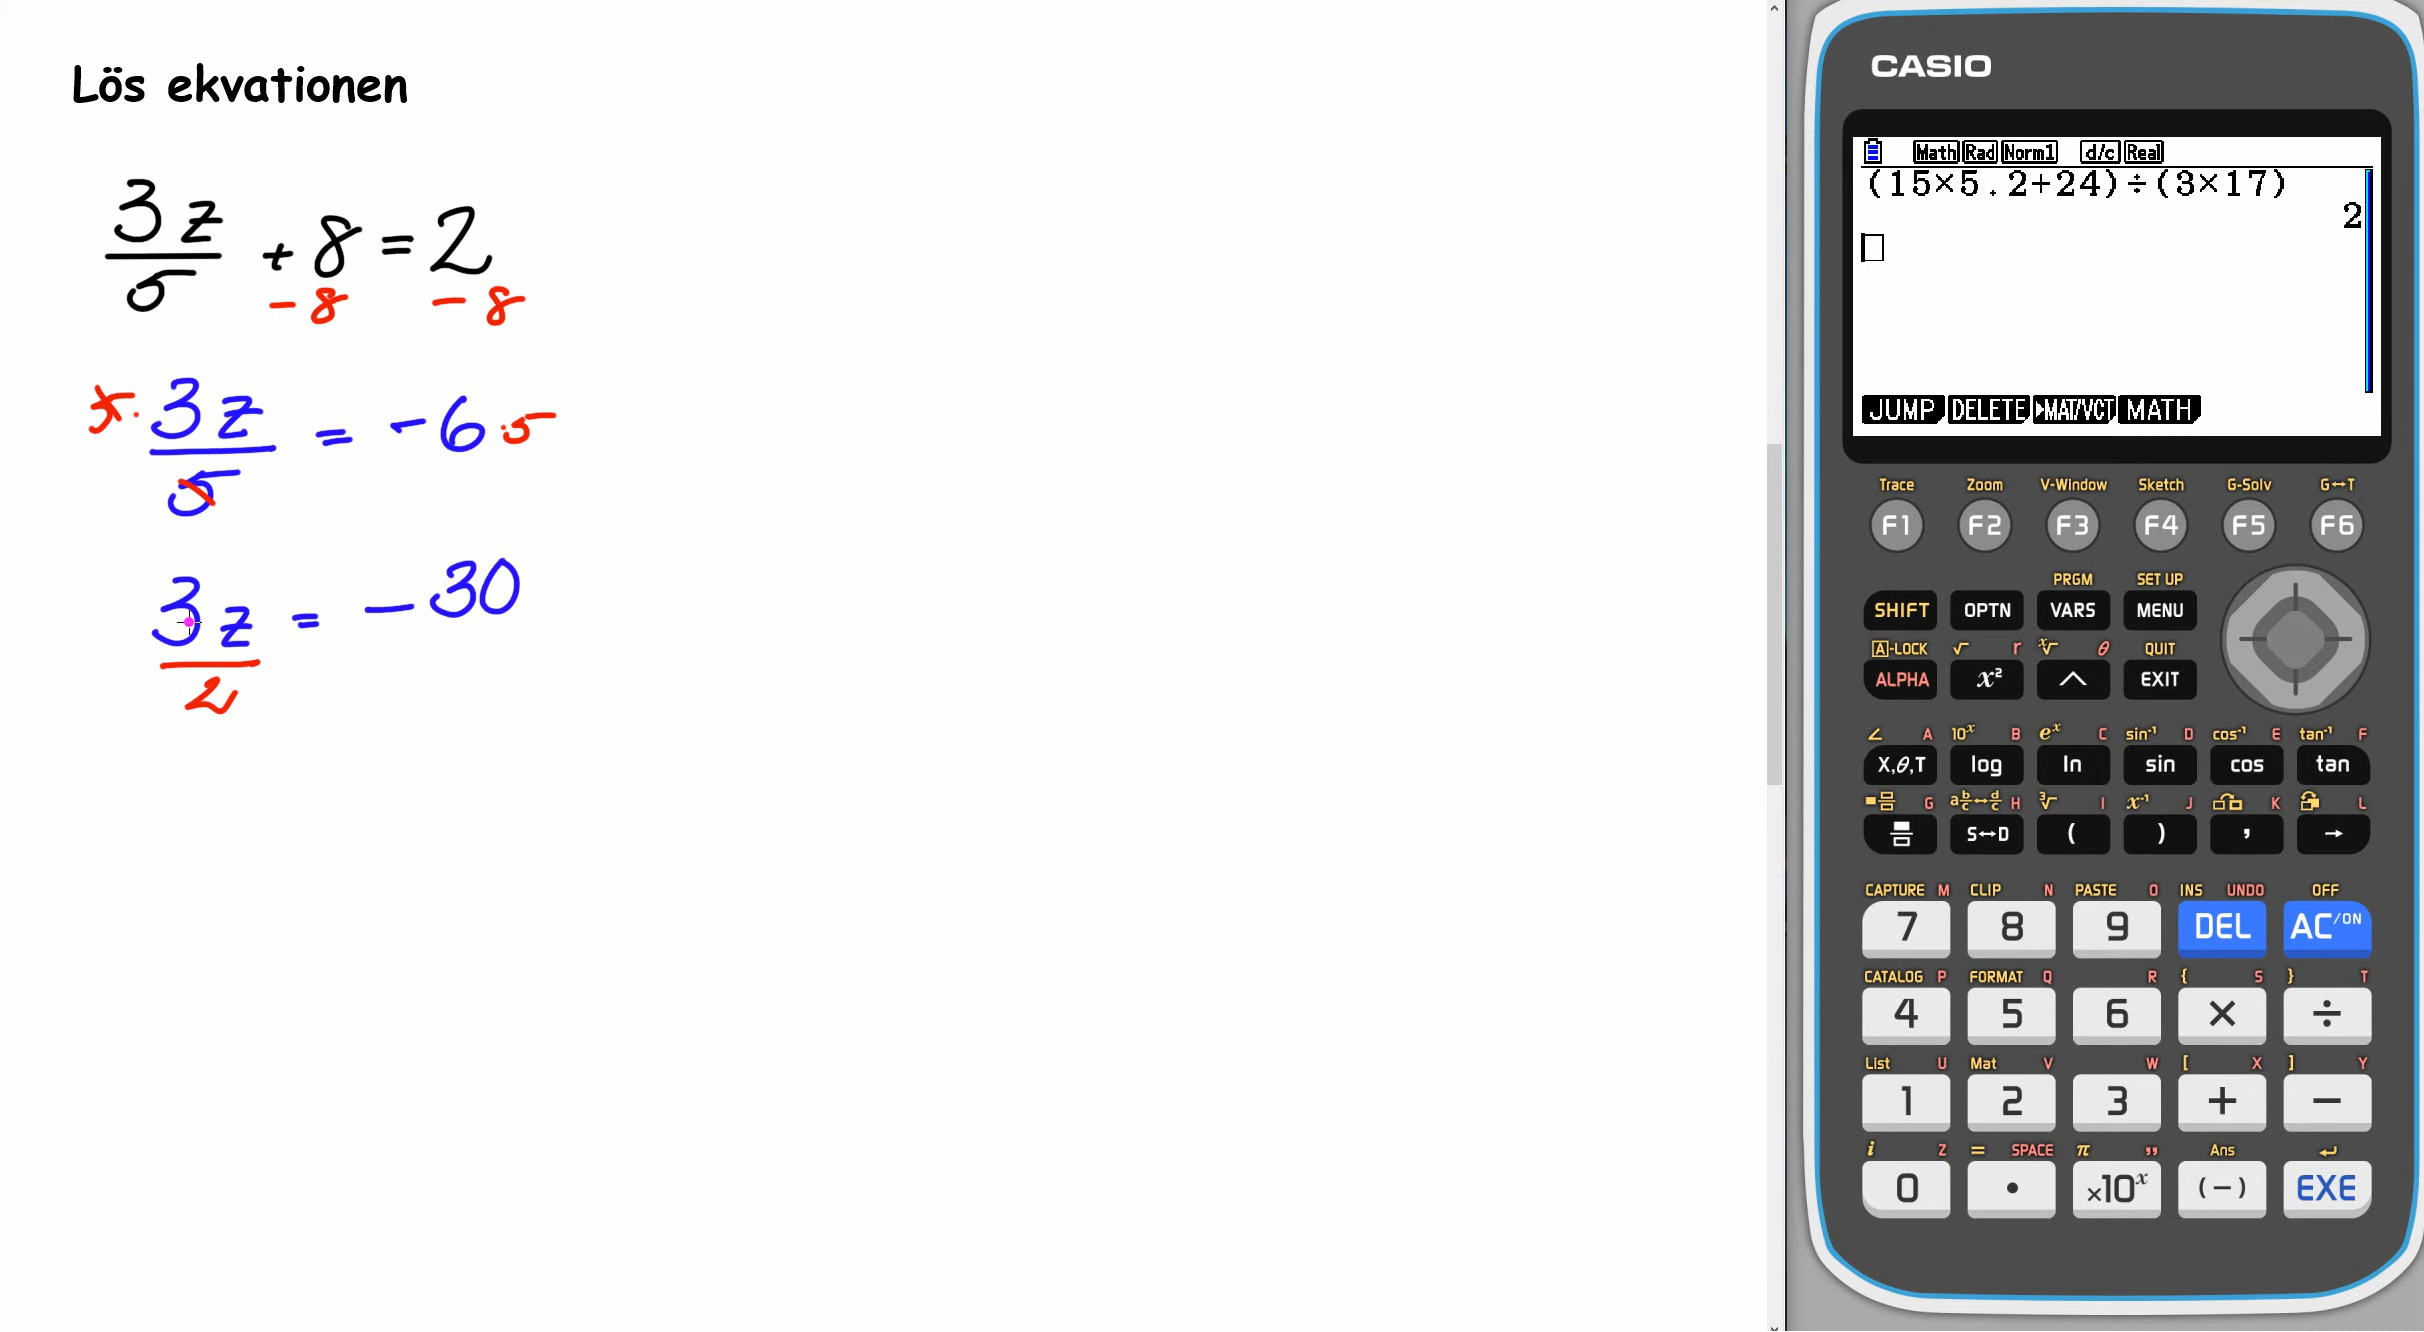 Lös ekvationen
3z/5 + 8 = 2
- 8 - 8
5· 3z/5 = -6 ·5
3z/2 = -30
CASIO
Math Rad Norm1 d/c Real
(15×5.2+24)÷(3×17)
2
JUMP DELETE ▶MAT/VCT MATH
Trace Zoom V-Window Sketch G-Solv G↔T
F1 F2 F3 F4 F5 F6
PRGM SET UP
SHIFT OPTN VARS MENU
A-LOCK √ r ˣ√ θ QUIT
ALPHA x² ^ EXIT
∠ A 10ˣ B eˣ C sin⁻¹ D cos⁻¹ E tan⁻¹ F
X,θ,T log ln sin cos tan
G a b/c↔d/c H ³√ I x⁻¹ J K L
S↔D ( ) , →
CAPTURE M CLIP N PASTE O INS UNDO OFF
7 8 9 DEL AC/ON
CATALOG P FORMAT Q R { S } T
4 5 6 × ÷
List U Mat V W [ X ] Y
1 2 3 + −
i Z = SPACE π " Ans ↵
0 • ×10ˣ (−) EXE